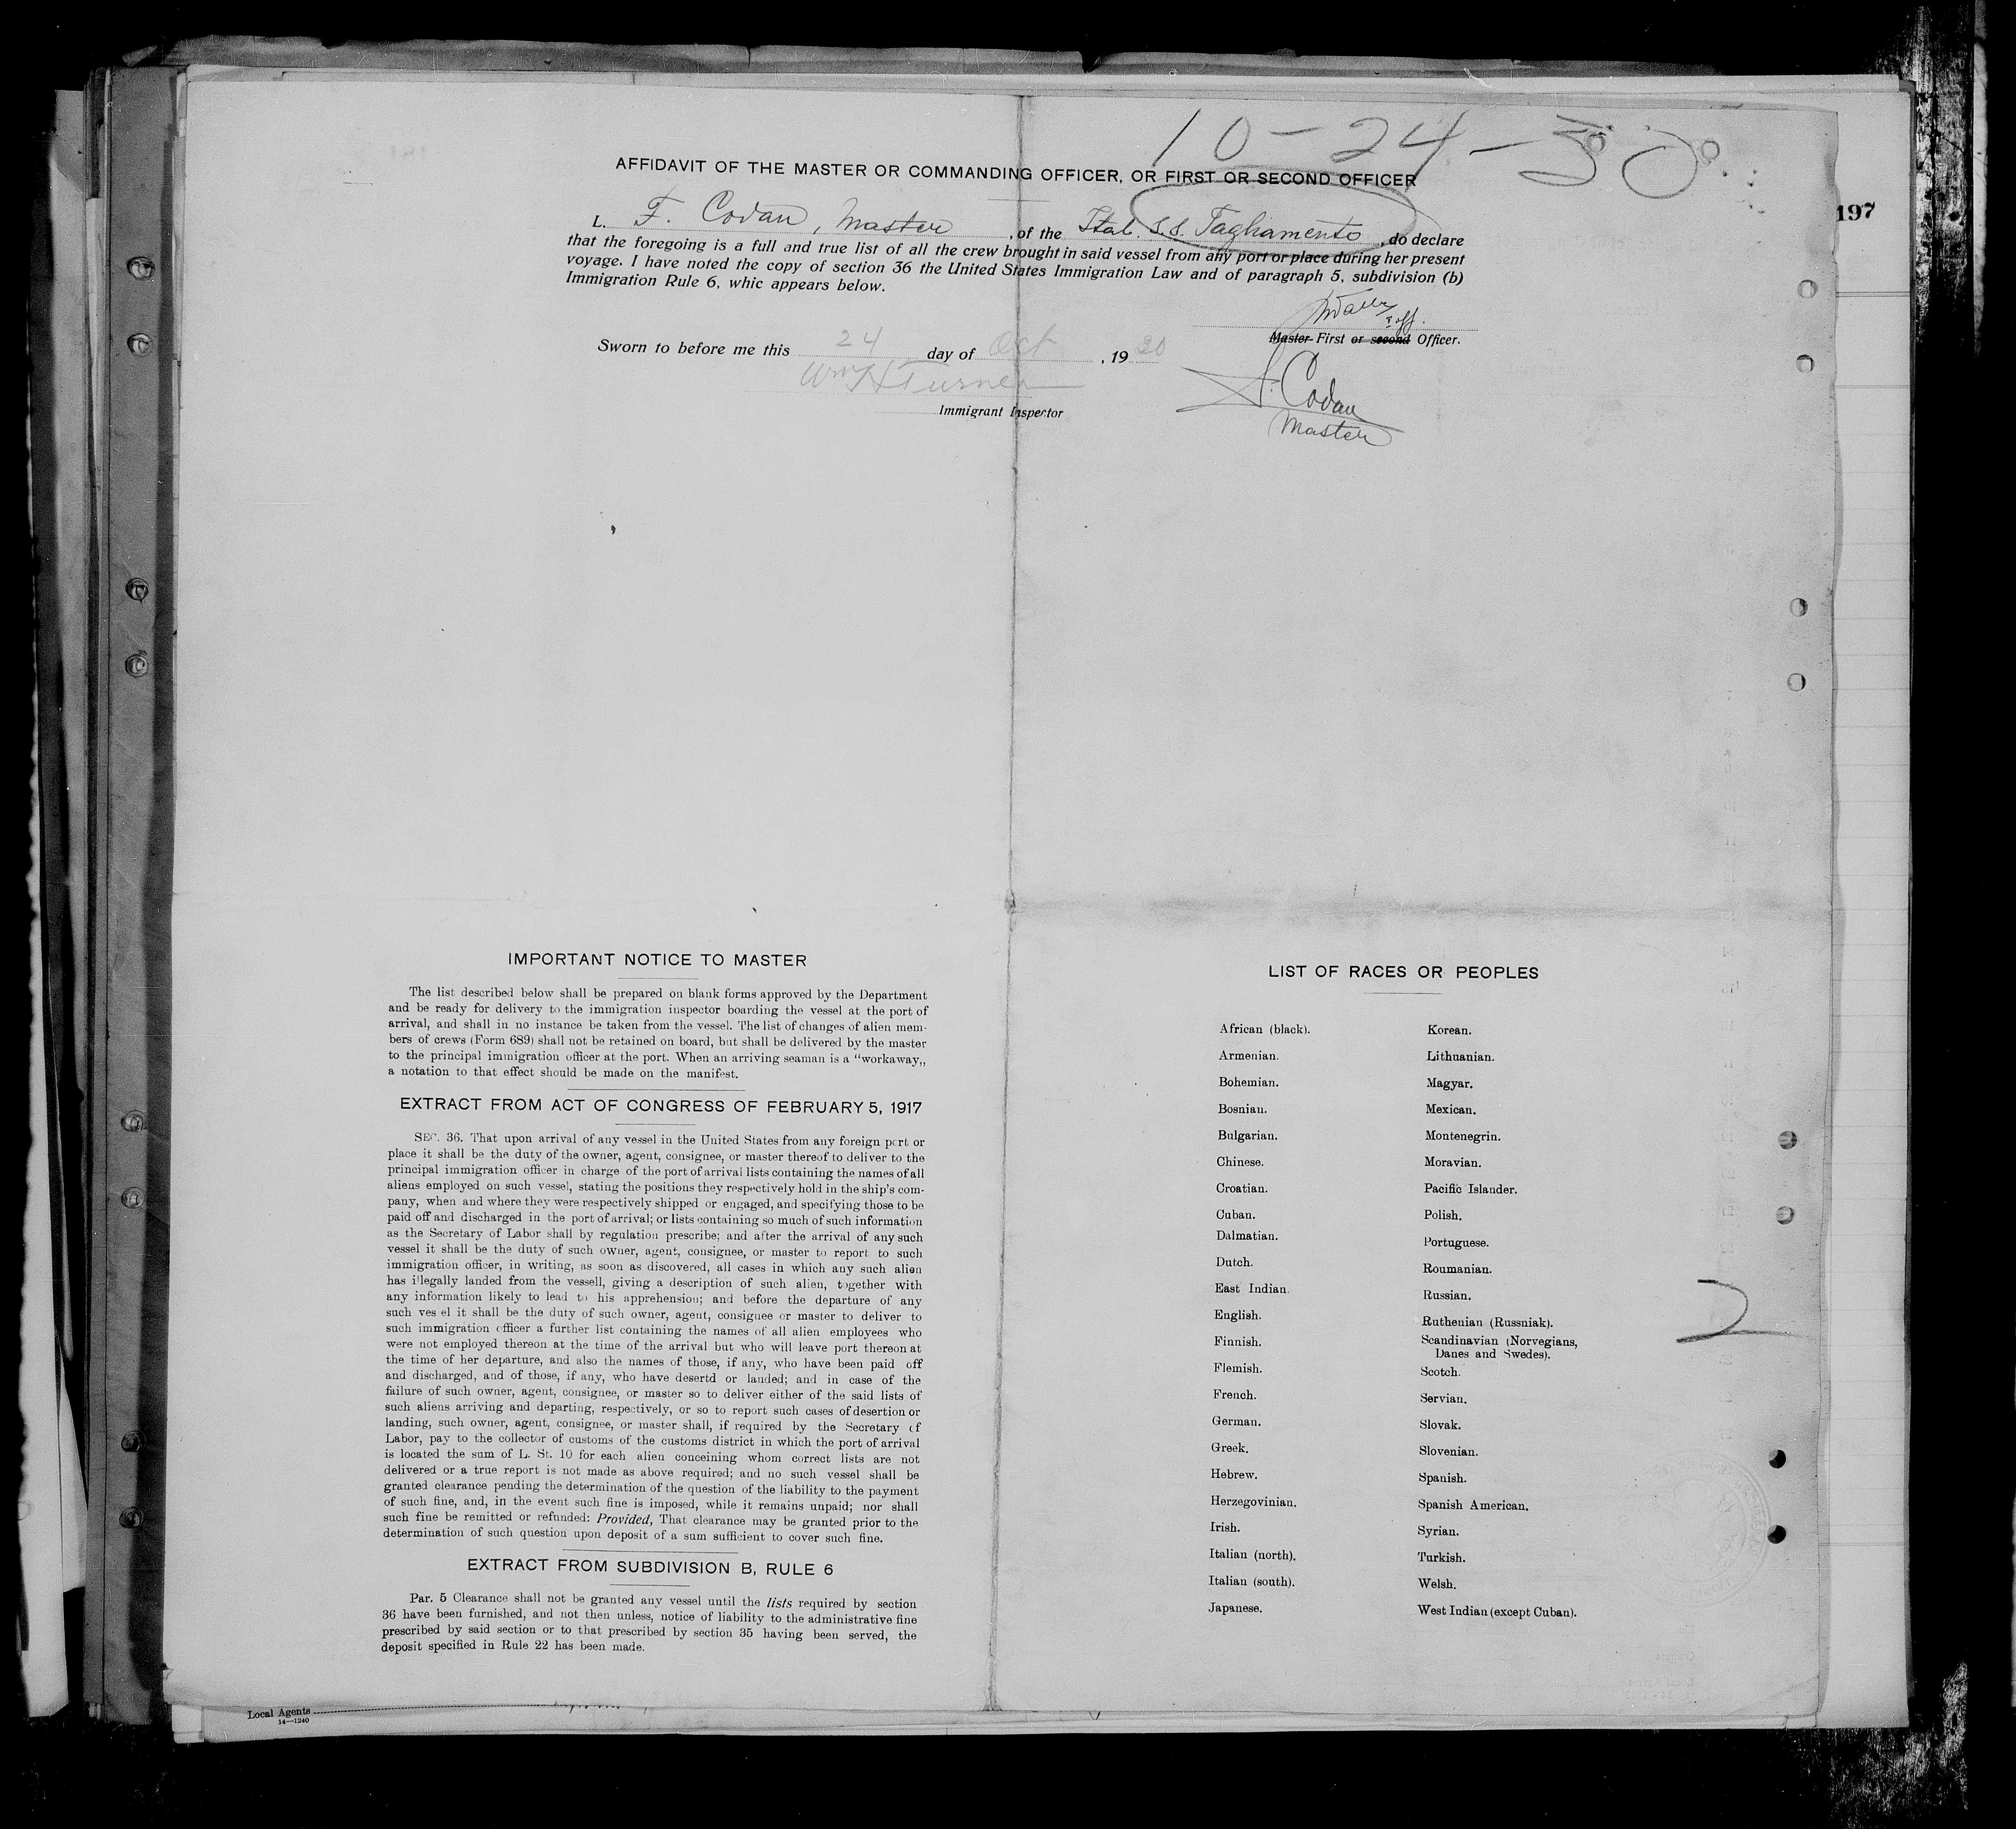 10-24-30
AFFIDAVIT OF THE MASTER OR COMMANDING OFFICER, OR FIRST OR SECOND OFFICER
197
L. F. Codan, Master, of the Ital. S.S. Tagliamento, do declare
that the foregoing is a full and true list of all the crew brought in said vessel from any port or place during her present
voyage. I have noted the copy of section 36 the United States Immigration Law and of paragraph 5, subdivision (b)
Immigration Rule 6, whic appears below.
Master First or second Officer.
Sworn to before me this 24 day of Oct, 1930
Wm H Turner
Immigrant Inspector
F. Codan
Master
IMPORTANT NOTICE TO MASTER
The list described below shall be prepared on blank forms approved by the Department
and be ready for delivery to the immigration inspector boarding the vessel at the port of
arrival, and shall in no instance be taken from the vessel. The list of changes of alien mem-
bers of crews (Form 689) shall not be retained on board, but shall be delivered by the master
to the principal immigration officer at the port. When an arriving seaman is a "workaway,,
a notation to that effect should be made on the manifest.
EXTRACT FROM ACT OF CONGRESS OF FEBRUARY 5, 1917
SEC. 36. That upon arrival of any vessel in the United States from any foreign port or
place it shall be the duty of the owner, agent, consignee, or master thereof to deliver to the
principal immigration officer in charge of the port of arrival lists containing the names of all
aliens employed on such vessel, stating the positions they respectively hold in the ship's com-
pany, when and where they were respectively shipped or engaged, and specifying those to be
paid off and discharged in the port of arrival; or lists containing so much of such information
as the Secretary of Labor shall by regulation prescribe; and after the arrival of any such
vessel it shall be the duty of such owner, agent, consignee, or master to report to such
immigration officer, in writing, as soon as discovered, all cases in which any such alien
has illegally landed from the vessell, giving a description of such alien, together with
any information likely to lead to his apprehension; and before the departure of any
such ves el it shall be the duty of such owner, agent, consignee or master to deliver to
such immigration officer a further list containing the names of all alien employees who
were not employed thereon at the time of the arrival but who will leave port thereon at
the time of her departure, and also the names of those, if any, who have been paid off
and discharged, and of those, if any, who have desertd or landed; and in case of the
failure of such owner, agent, consignee, or master so to deliver either of the said lists of
such aliens arriving and departing, respectively, or so to report such cases of desertion or
landing, such owner, agent, consignee, or master shall, if required by the Secretary of
Labor, pay to the collector of customs of the customs district in which the port of arrival
is located the sum of L. St. 10 for each alien conceining whom correct lists are not
delivered or a true report is not made as above required; and no such vessel shall be
granted clearance pending the determination of the question of the liability to the payment
of such fine, and, in the event such fine is imposed, while it remains unpaid; nor shall
such fine be remitted or refunded: Provided, That clearance may be granted prior to the
determination of such question upon deposit of a sum sufficient to cover such fine.
EXTRACT FROM SUBDIVISION B, RULE 6
Par. 5 Clearance shall not be granted any vessel until the lists required by section
36 have been furnished, and not then unless, notice of liability to the administrative fine
prescribed by said section or to that prescribed by section 35 having been served, the
deposit specified in Rule 22 has been made.
LIST OF RACES OR PEOPLES
African (black).
Armenian.
Bohemian.
Bosnian.
Bulgarian.
Chinese.
Croatian.
Cuban.
Dalmatian.
Dutch.
East Indian.
English.
Finnish.
Flemish.
French.
German.
Greek.
Hebrew.
Herzegovinian.
Irish.
Italian (north).
Italian (south).
Japanese.
Korean.
Lithuanian.
Magyar.
Mexican.
Montenegrin.
Moravian.
Pacific Islander.
Polish.
Portuguese.
Roumanian.
Russian.
Ruthenian (Russniak).
Scandinavian (Norvegians,
Danes and Swedes).
Scotch.
Servian.
Slovak.
Slovenian.
Spanish.
Spanish American.
Syrian.
Turkish.
Welsh.
West Indian (except Cuban).
2
Local Agents
14—1240